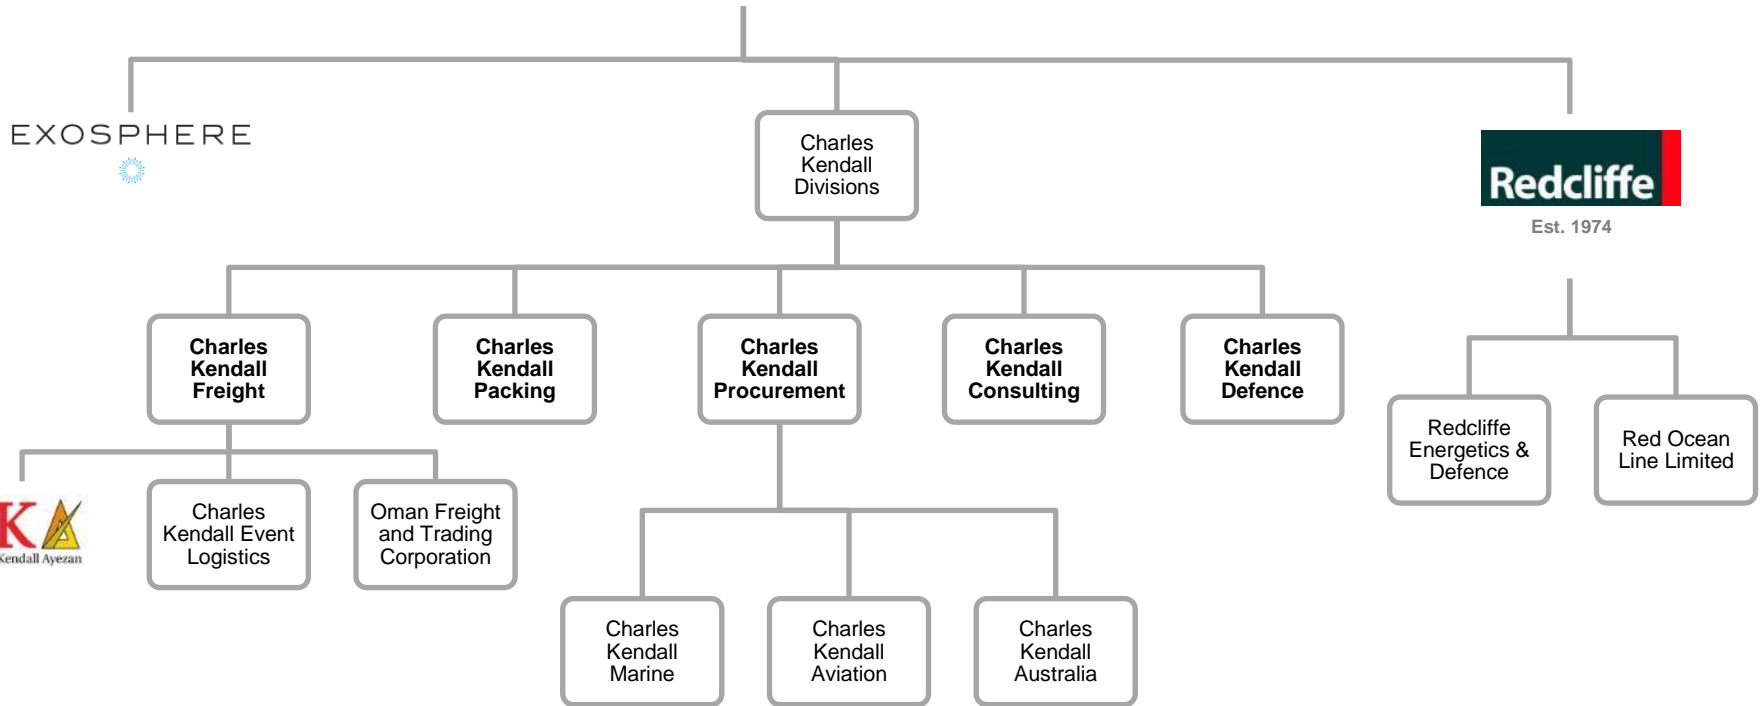 EXOSPHERE
Charles
Kendall
Divisions
Redcliffe
Est. 1974
Charles
Kendall
Freight
Charles
Kendall
Packing
Charles
Kendall
Procurement
Charles
Kendall
Consulting
Charles
Kendall
Defence
Redcliffe
Energetics &
Defence
Red Ocean
Line Limited
KA
Kendall Ayezan
Charles
Kendall Event
Logistics
Oman Freight
and Trading
Corporation
Charles
Kendall
Marine
Charles
Kendall
Aviation
Charles
Kendall
Australia